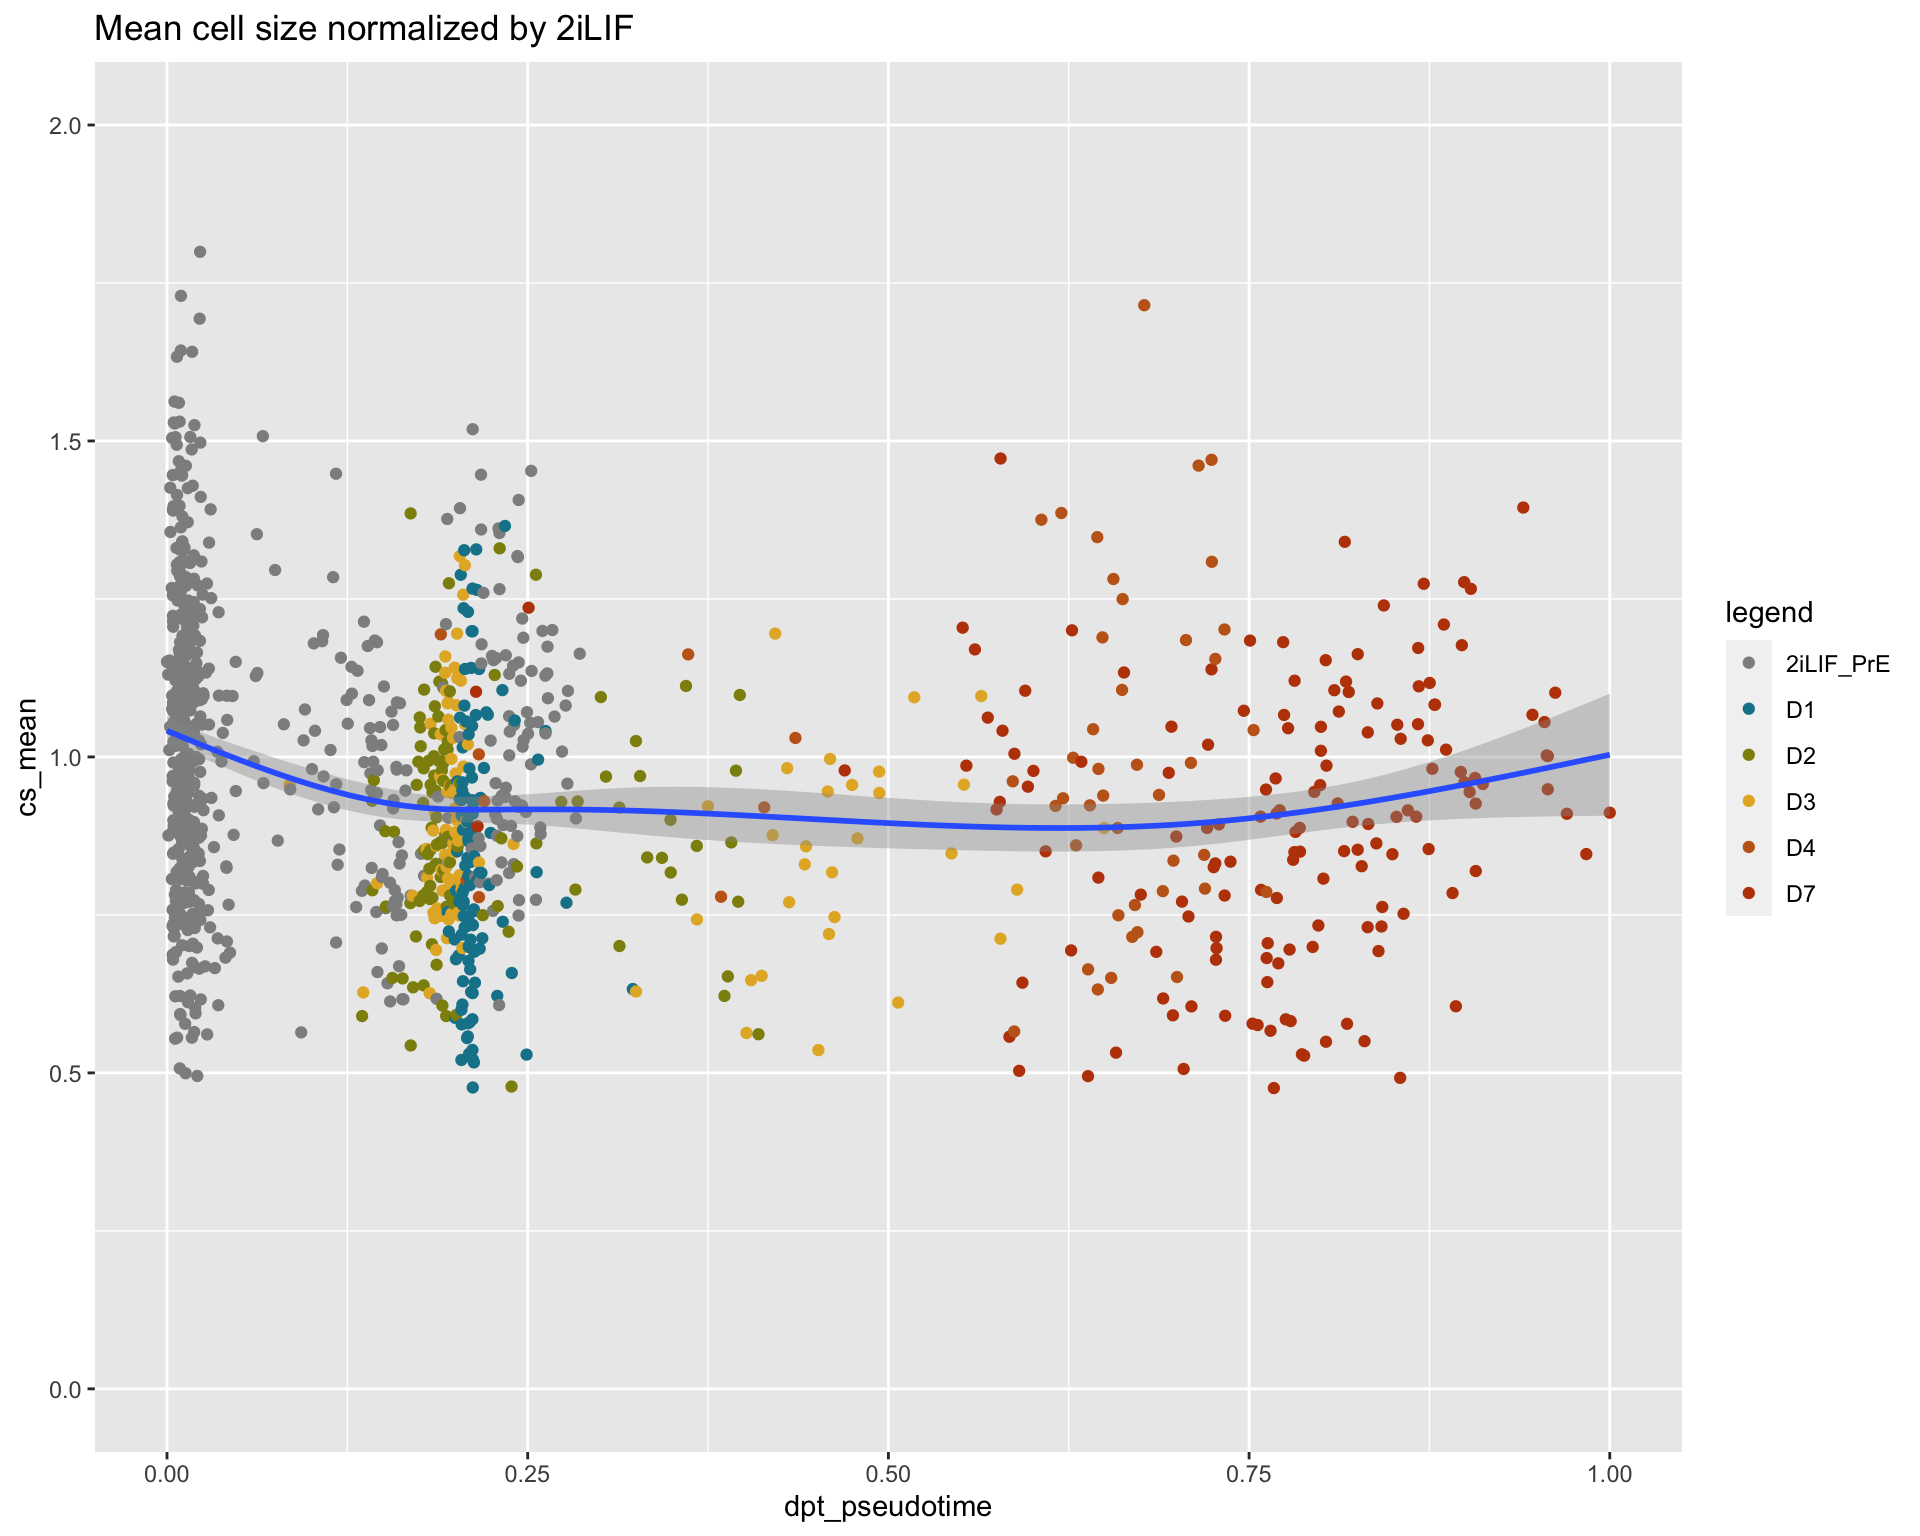 Mean cell size normalized by 2iLIF
2.0
1.5
1.0
0.5
0.0
cs_mean
0.00
0.25
0.50
0.75
1.00
dpt_pseudotime
legend
2iLIF_PrE
D1
D2
D3
D4
D7